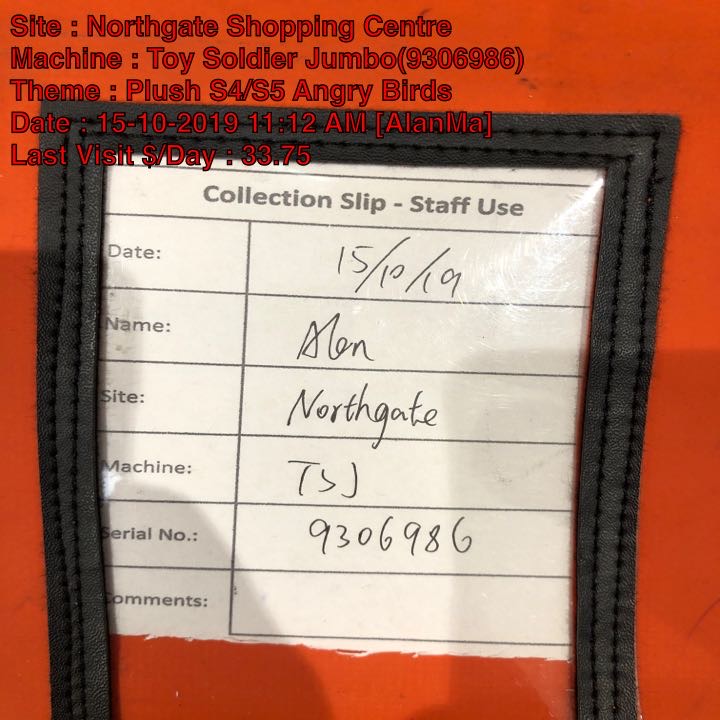 Site : Northgate Shopping Centre
Machine : Toy Soldier Jumbo(9306986)
Theme : Plush S4/S5 Angry Birds
Date : 15-10-2019 11:12 AM [AlanMa]
Last Visit $/Day : 33.75
Collection Slip - Staff Use
Date: 15/10/19
Name: Alan
Site: Northgate
Machine: TSJ
Serial No.: 9306986
Comments: